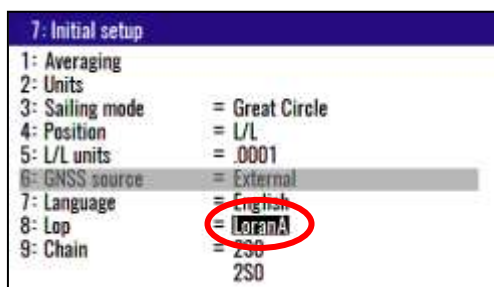 7: Initial setup
1: Averaging
2: Units
3: Sailing mode = Great Circle
4: Position = L/L
5: L/L units = .0001
6: GNSS source = External
7: Language = English
8: Lop = LoranA
9: Chain = 2S0
2S0